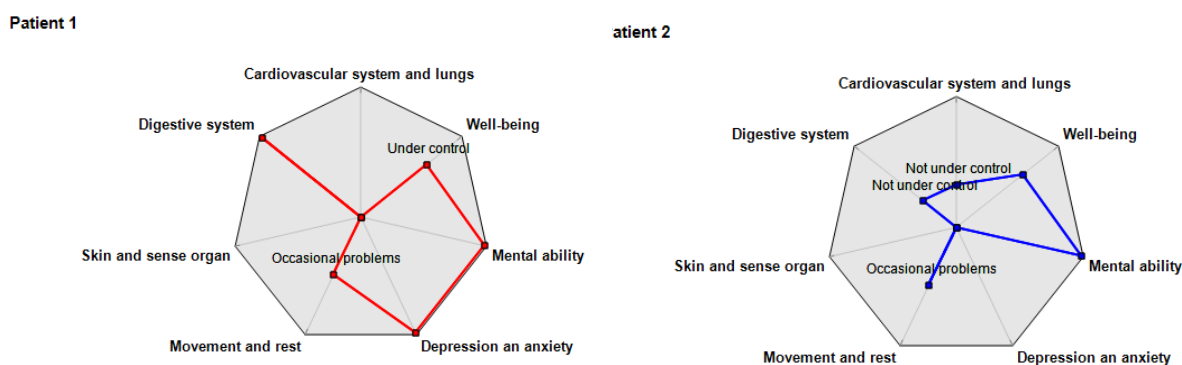 Patient 1
Cardiovascular system and lungs
Digestive system
Well-being
Under control
Skin and sense organ
Occasional problems
Mental ability
Movement and rest
Depression an anxiety
atient 2
Cardiovascular system and lungs
Digestive system
Well-being
Not under control
Not under control
Skin and sense organ
Occasional problems
Mental ability
Movement and rest
Depression an anxiety